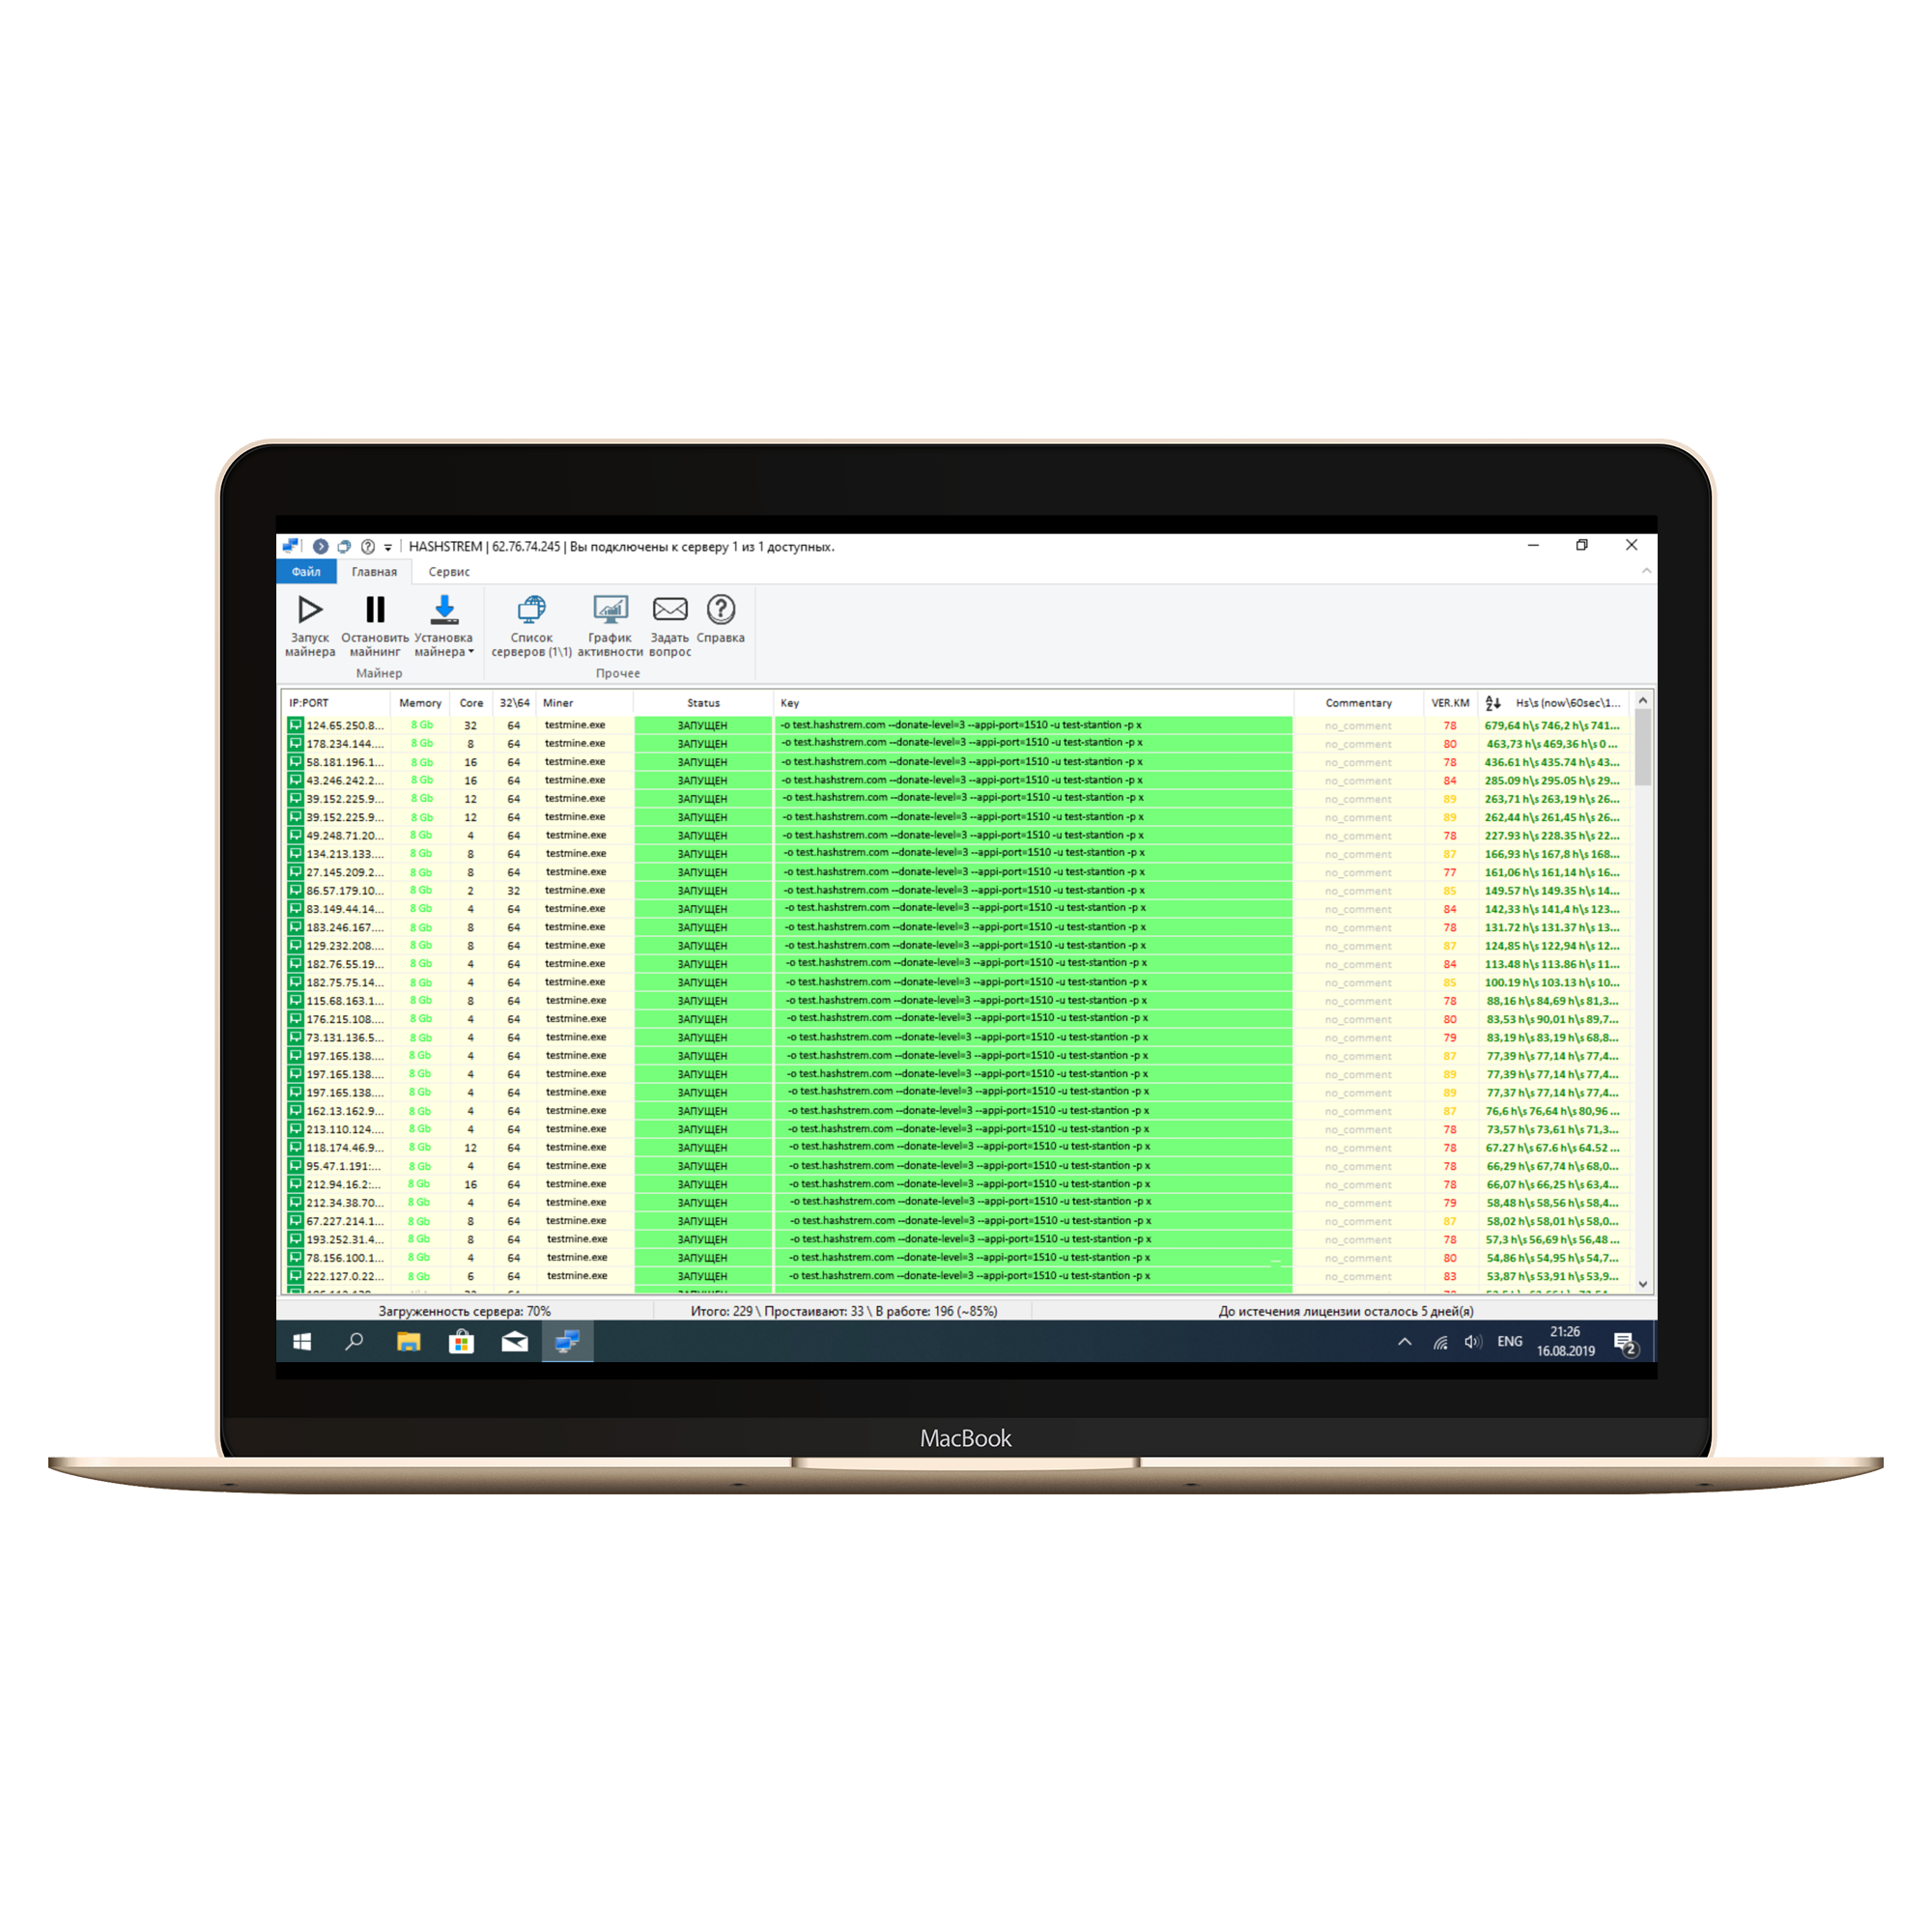 HASHSTREM | 62.76.74.245 | Вы подключены к серверу 1 из 1 доступных.
Файл Главная Сервис
Запуск майнера
Остановить майнинг
Установка майнера
Список серверов (1\1)
График активности
Задать вопрос
Справка
Майнер Прочее
IP:PORT Memory Core 32\64 Miner Status Key Commentary VER.KM Hs\s (now\60sec\1...
124.65.250.8... 8 Gb 32 64 testmine.exe ЗАПУЩЕН -o test.hashstrem.com --donate-level=3 --appi-port=1510 -u test-stantion -p x no_comment 78 679,64 h\s 746,2 h\s 741...
178.234.144.... 8 Gb 8 64 testmine.exe ЗАПУЩЕН -o test.hashstrem.com --donate-level=3 --appi-port=1510 -u test-stantion -p x no_comment 80 463,73 h\s 469,36 h\s 0 ...
58.181.196.1... 8 Gb 16 64 testmine.exe ЗАПУЩЕН -o test.hashstrem.com --donate-level=3 --appi-port=1510 -u test-stantion -p x no_comment 78 436.61 h\s 435.74 h\s 43...
43.246.242.2... 8 Gb 16 64 testmine.exe ЗАПУЩЕН -o test.hashstrem.com --donate-level=3 --appi-port=1510 -u test-stantion -p x no_comment 84 285.09 h\s 295.05 h\s 29...
39.152.225.9... 8 Gb 12 64 testmine.exe ЗАПУЩЕН -o test.hashstrem.com --donate-level=3 --appi-port=1510 -u test-stantion -p x no_comment 89 263,71 h\s 263,19 h\s 26...
39.152.225.9... 8 Gb 12 64 testmine.exe ЗАПУЩЕН -o test.hashstrem.com --donate-level=3 --appi-port=1510 -u test-stantion -p x no_comment 89 262,44 h\s 261,45 h\s 26...
49.248.71.20... 8 Gb 4 64 testmine.exe ЗАПУЩЕН -o test.hashstrem.com --donate-level=3 --appi-port=1510 -u test-stantion -p x no_comment 78 227.93 h\s 228.35 h\s 22...
134.213.133.... 8 Gb 8 64 testmine.exe ЗАПУЩЕН -o test.hashstrem.com --donate-level=3 --appi-port=1510 -u test-stantion -p x no_comment 87 166,93 h\s 167,8 h\s 168...
27.145.209.2... 8 Gb 8 64 testmine.exe ЗАПУЩЕН -o test.hashstrem.com --donate-level=3 --appi-port=1510 -u test-stantion -p x no_comment 77 161,06 h\s 161,14 h\s 16...
86.57.179.10... 8 Gb 2 32 testmine.exe ЗАПУЩЕН -o test.hashstrem.com --donate-level=3 --appi-port=1510 -u test-stantion -p x no_comment 85 149.57 h\s 149.35 h\s 14...
83.149.44.14... 8 Gb 4 64 testmine.exe ЗАПУЩЕН -o test.hashstrem.com --donate-level=3 --appi-port=1510 -u test-stantion -p x no_comment 84 142,33 h\s 141,4 h\s 123...
183.246.167.... 8 Gb 8 64 testmine.exe ЗАПУЩЕН -o test.hashstrem.com --donate-level=3 --appi-port=1510 -u test-stantion -p x no_comment 78 131.72 h\s 131.37 h\s 13...
129.232.208.... 8 Gb 8 64 testmine.exe ЗАПУЩЕН -o test.hashstrem.com --donate-level=3 --appi-port=1510 -u test-stantion -p x no_comment 87 124,85 h\s 122,94 h\s 12...
182.76.55.19... 8 Gb 4 64 testmine.exe ЗАПУЩЕН -o test.hashstrem.com --donate-level=3 --appi-port=1510 -u test-stantion -p x no_comment 84 113.48 h\s 113.86 h\s 11...
182.75.75.14... 8 Gb 4 64 testmine.exe ЗАПУЩЕН -o test.hashstrem.com --donate-level=3 --appi-port=1510 -u test-stantion -p x no_comment 85 100.19 h\s 103.13 h\s 10...
115.68.163.1... 8 Gb 8 64 testmine.exe ЗАПУЩЕН -o test.hashstrem.com --donate-level=3 --appi-port=1510 -u test-stantion -p x no_comment 78 88,16 h\s 84,69 h\s 81,3...
176.215.108.... 8 Gb 4 64 testmine.exe ЗАПУЩЕН -o test.hashstrem.com --donate-level=3 --appi-port=1510 -u test-stantion -p x no_comment 80 83,53 h\s 90,01 h\s 89,7...
73.131.136.5... 8 Gb 4 64 testmine.exe ЗАПУЩЕН -o test.hashstrem.com --donate-level=3 --appi-port=1510 -u test-stantion -p x no_comment 79 83,19 h\s 83,19 h\s 68,8...
197.165.138.... 8 Gb 4 64 testmine.exe ЗАПУЩЕН -o test.hashstrem.com --donate-level=3 --appi-port=1510 -u test-stantion -p x no_comment 87 77,39 h\s 77,14 h\s 77,4...
197.165.138.... 8 Gb 4 64 testmine.exe ЗАПУЩЕН -o test.hashstrem.com --donate-level=3 --appi-port=1510 -u test-stantion -p x no_comment 89 77,39 h\s 77,14 h\s 77,4...
197.165.138.... 8 Gb 4 64 testmine.exe ЗАПУЩЕН -o test.hashstrem.com --donate-level=3 --appi-port=1510 -u test-stantion -p x no_comment 89 77,37 h\s 77,14 h\s 77,4...
162.13.162.9... 8 Gb 4 64 testmine.exe ЗАПУЩЕН -o test.hashstrem.com --donate-level=3 --appi-port=1510 -u test-stantion -p x no_comment 87 76,6 h\s 76,64 h\s 80,96 ...
213.110.124.... 8 Gb 4 64 testmine.exe ЗАПУЩЕН -o test.hashstrem.com --donate-level=3 --appi-port=1510 -u test-stantion -p x no_comment 78 73,57 h\s 73,61 h\s 71,3...
118.174.46.9... 8 Gb 12 64 testmine.exe ЗАПУЩЕН -o test.hashstrem.com --donate-level=3 --appi-port=1510 -u test-stantion -p x no_comment 78 67.27 h\s 67.6 h\s 64.52 ...
95.47.1.191:... 8 Gb 4 64 testmine.exe ЗАПУЩЕН -o test.hashstrem.com --donate-level=3 --appi-port=1510 -u test-stantion -p x no_comment 78 66,29 h\s 67,74 h\s 68,0...
212.94.16.2:... 8 Gb 16 64 testmine.exe ЗАПУЩЕН -o test.hashstrem.com --donate-level=3 --appi-port=1510 -u test-stantion -p x no_comment 78 66,07 h\s 66,25 h\s 63,4...
212.34.38.70... 8 Gb 4 64 testmine.exe ЗАПУЩЕН -o test.hashstrem.com --donate-level=3 --appi-port=1510 -u test-stantion -p x no_comment 79 58,48 h\s 58,56 h\s 58,4...
67.227.214.1... 8 Gb 8 64 testmine.exe ЗАПУЩЕН -o test.hashstrem.com --donate-level=3 --appi-port=1510 -u test-stantion -p x no_comment 87 58,02 h\s 58,01 h\s 58,0...
193.252.31.4... 8 Gb 8 64 testmine.exe ЗАПУЩЕН -o test.hashstrem.com --donate-level=3 --appi-port=1510 -u test-stantion -p x no_comment 78 57,3 h\s 56,69 h\s 56,48 ...
78.156.100.1... 8 Gb 4 64 testmine.exe ЗАПУЩЕН -o test.hashstrem.com --donate-level=3 --appi-port=1510 -u test-stantion -p x no_comment 80 54,86 h\s 54,95 h\s 54,7...
222.127.0.22... 8 Gb 6 64 testmine.exe ЗАПУЩЕН -o test.hashstrem.com --donate-level=3 --appi-port=1510 -u test-stantion -p x no_comment 83 53,87 h\s 53,91 h\s 53,9...
Загруженность сервера: 70% Итого: 229 \ Простаивают: 33 \ В работе: 196 (~85%) До истечения лицензии осталось 5 дней(я)
ENG 21:26
16.08.2019 2
MacBook